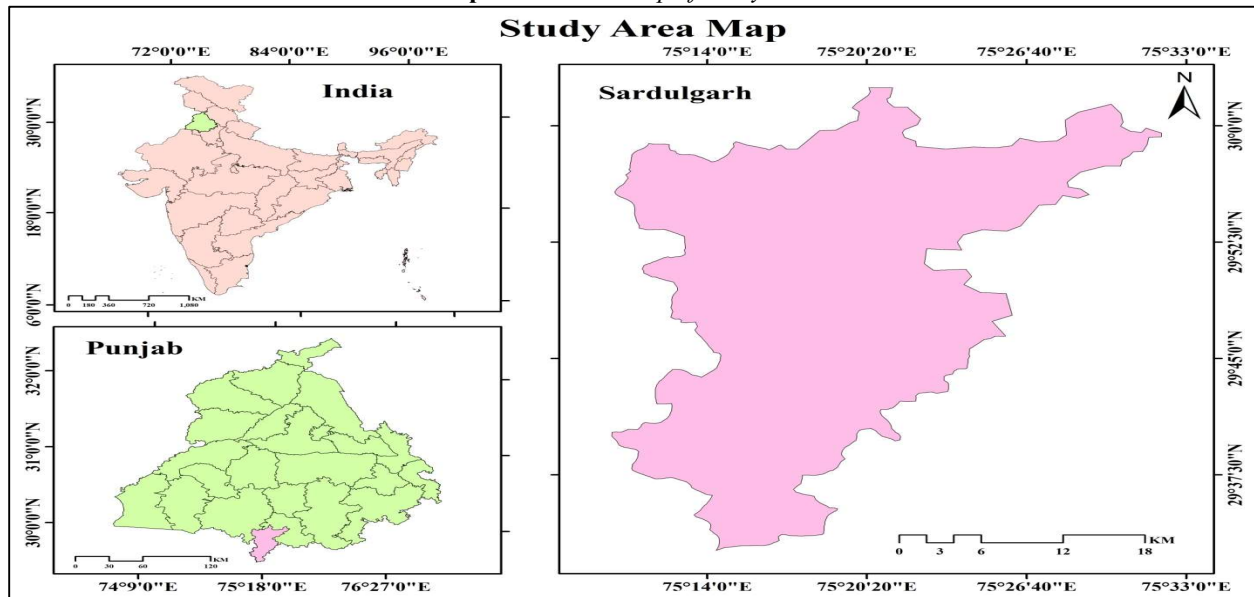 Study Area Map
72°0'0"E 84°0'0"E 96°0'0"E
India
30°0'0"N
18°0'0"N
6°0'0"N
0 180 360 720 1,080
KM
Punjab
32°0'0"N
31°0'0"N
30°0'0"N
0 30 60 120
KM
74°9'0"E 75°18'0"E 76°27'0"E
75°14'0"E 75°20'20"E 75°26'40"E 75°33'0"E
Sardulgarh
N
30°0'0"N
29°52'30"N
29°45'0"N
29°37'30"N
0 3 6 12 18
KM
75°14'0"E 75°20'20"E 75°26'40"E 75°33'0"E